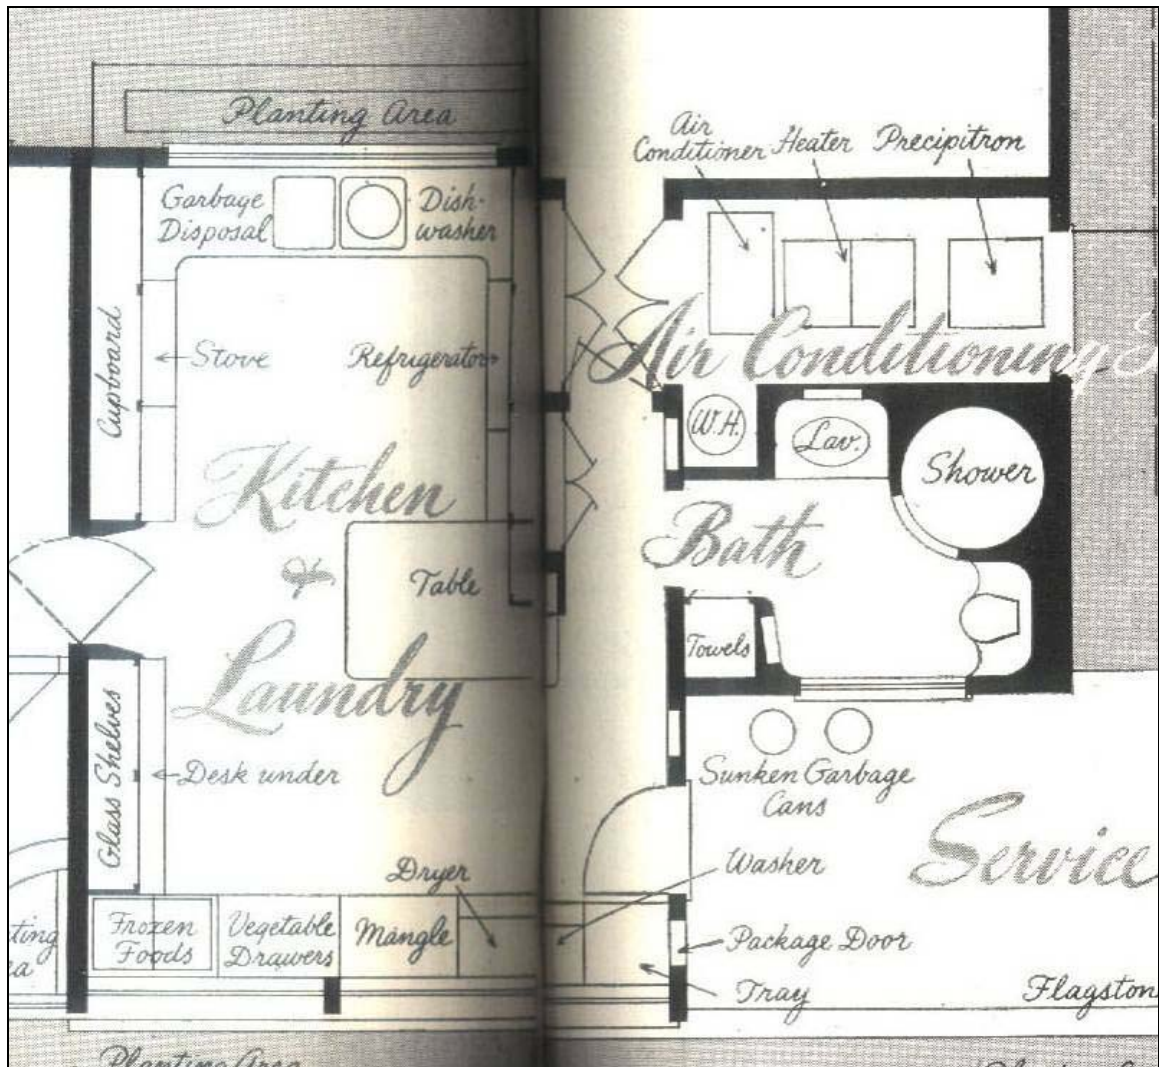 Planting Area
Air
Conditioner
Heater
Precipitron
Garbage
Disposal
Dish-
washer
Cupboard
Stove
Refrigerator
Air Conditioning
W.H.
Lav.
Shower
Kitchen
&
Laundry
Table
Bath
Towels
Glass Shelves
Desk under
Sunken Garbage
Cans
Service
Dryer
Washer
Frozen
Foods
Vegetable
Drawers
Mangle
Package Door
Tray
Flagston
Planting Area